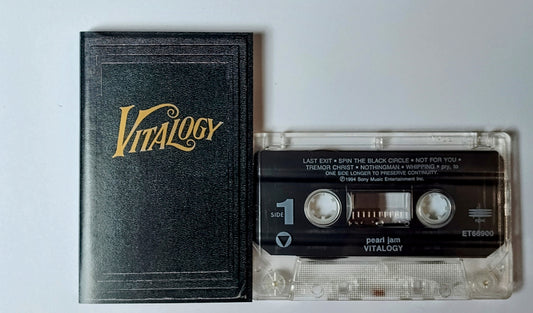 VITALOGY
LAST EXIT • SPIN THE BLACK CIRCLE • NOT FOR YOU •
TREMOR CHRIST • NOTHINGMAN • WHIPPING • pry, to
ONE SIDE LONGER TO PRESERVE CONTINUITY.
℗1994 Sony Music Entertainment Inc.
SIDE 1
ET66900
pearl jam
VITALOGY